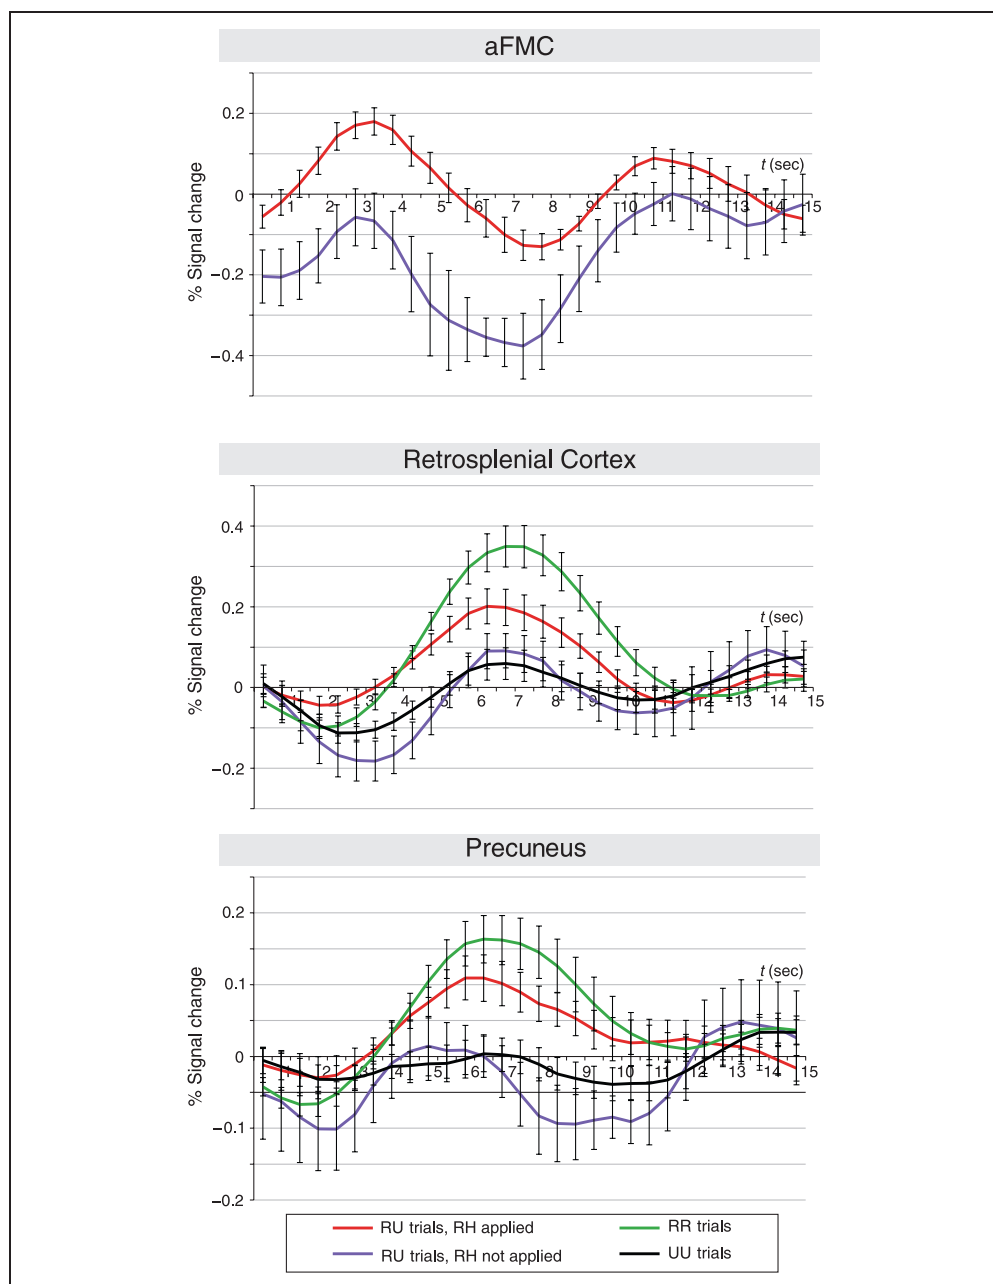 aFMC
% Signal change
0.2
0
−0.2
−0.4
t (sec)
1 2 3 4 5 6 7 8 9 10 11 12 13 14 15
Retrosplenial Cortex
% Signal change
0.4
0.2
0
−0.2
t (sec)
1 2 3 4 5 6 7 8 9 10 11 12 13 14 15
Precuneus
% Signal change
0.2
0.1
0
−0.1
−0.2
t (sec)
1 2 3 4 5 6 7 8 9 10 11 12 13 14 15
RU trials, RH applied
RR trials
RU trials, RH not applied
UU trials